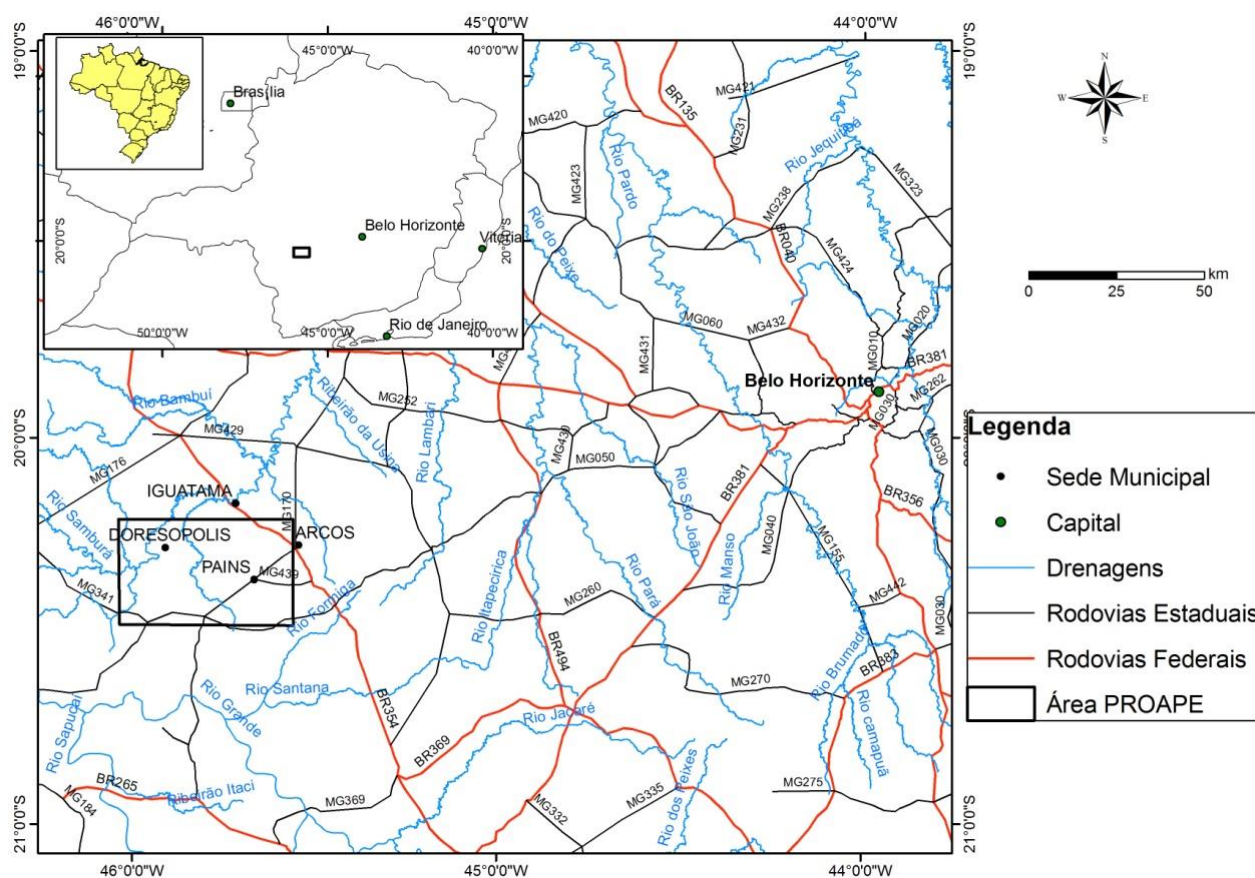 46°0'0"W
45°0'0"W
44°0'0"W
19°0'0"S
19°0'0"S
45°0'0"W
40°0'0"W
Brasília
Belo Horizonte
Vitória
20°0'0"S
20°0'0"S
Rio de Janeiro
50°0'0"W
45°0'0"W
40°0'0"W
N
W
E
S
km
0
25
50
MG421
BR135
MG231
MG420
MG423
Rio Pardo
Rio Jequitibá
MG323
MG238
Rio do Peixe
BR040
MG424
MG060
MG432
MG020
MG010
MG431
BR381
MG262
Belo Horizonte
MG030
MG030
Rio Bambuí
MG252
Ribeirão da Usina
Rio Lambari
20°0'0"S
MG429
MG430
MG050
MG176
BR381
Rio São João
IGUATAMA
MG170
BR356
Rio Samburá
DORESOPOLIS
ARCOS
MG040
Rio Manso
MG155
PAINS
MG439
MG341
Rio Formiga
Rio Itapecirica
MG260
Rio Pará
MG442
MG030
BR494
Rio Brumado
BR383
Rio Santana
MG270
Rio Grande
Rio Sapucaí
BR354
Rio Jacaré
Rio camapuã
BR369
Rio dos Peixes
BR265
MG184
Ribeirão Itaci
MG369
MG335
MG332
MG275
21°0'0"S
21°0'0"S
46°0'0"W
45°0'0"W
44°0'0"W
Legenda
Sede Municipal
Capital
Drenagens
Rodovias Estaduais
Rodovias Federais
Área PROAPE